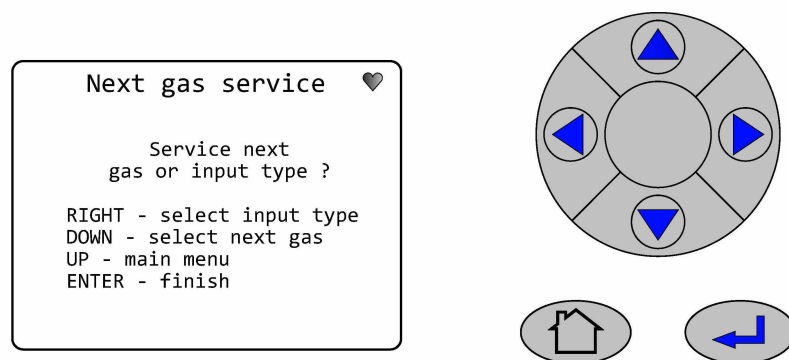 Next gas service
Service next
gas or input type ?
RIGHT - select input type
DOWN - select next gas
UP - main menu
ENTER - finish